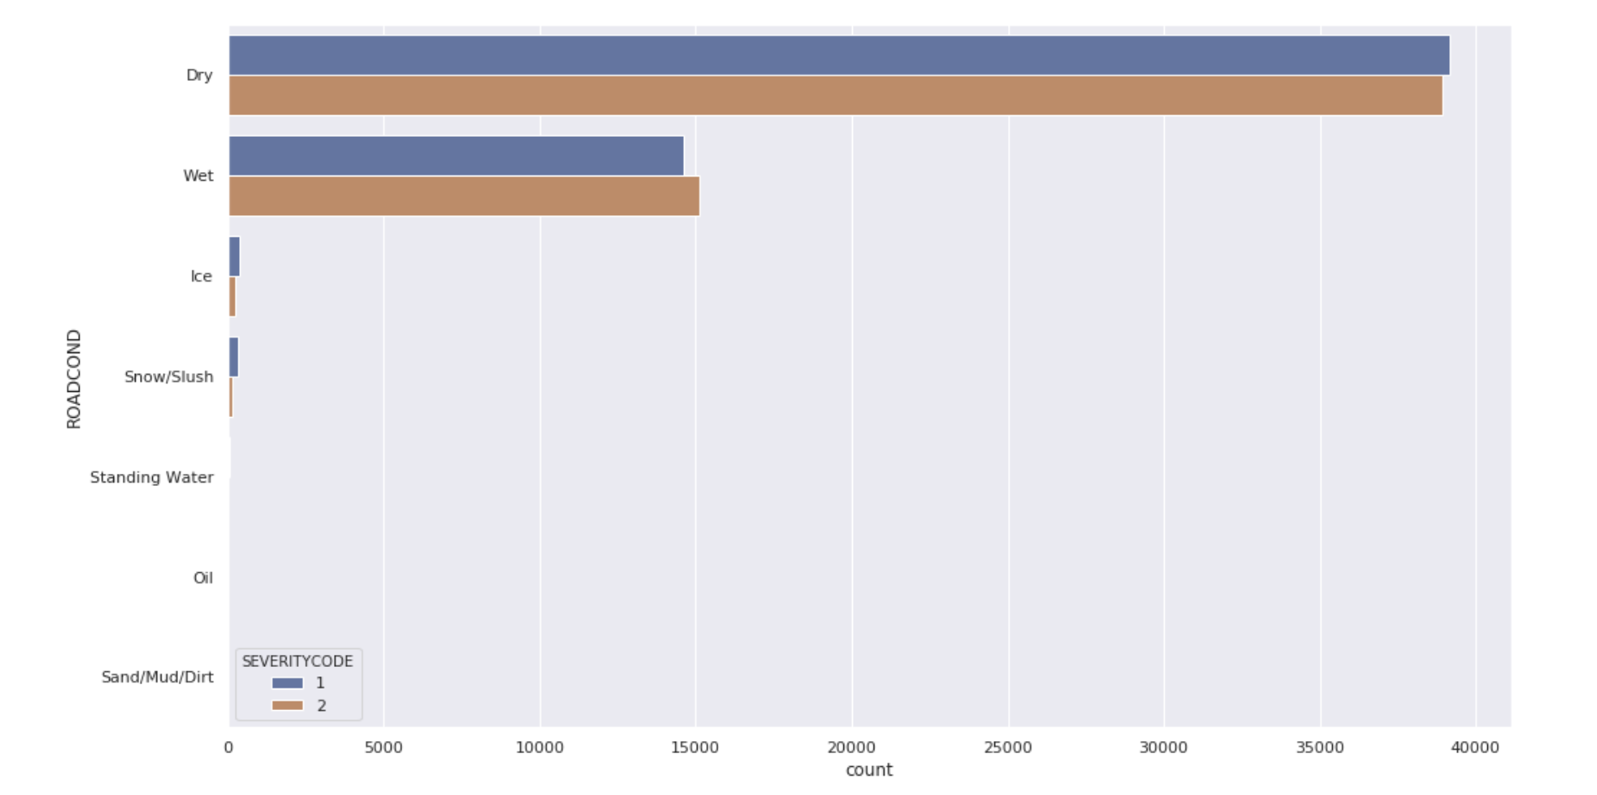 Dry
Wet
Ice
Snow/Slush
Standing Water
Oil
Sand/Mud/Dirt
ROADCOND
SEVERITYCODE
1
2
0 5000 10000 15000 20000 25000 30000 35000 40000
count